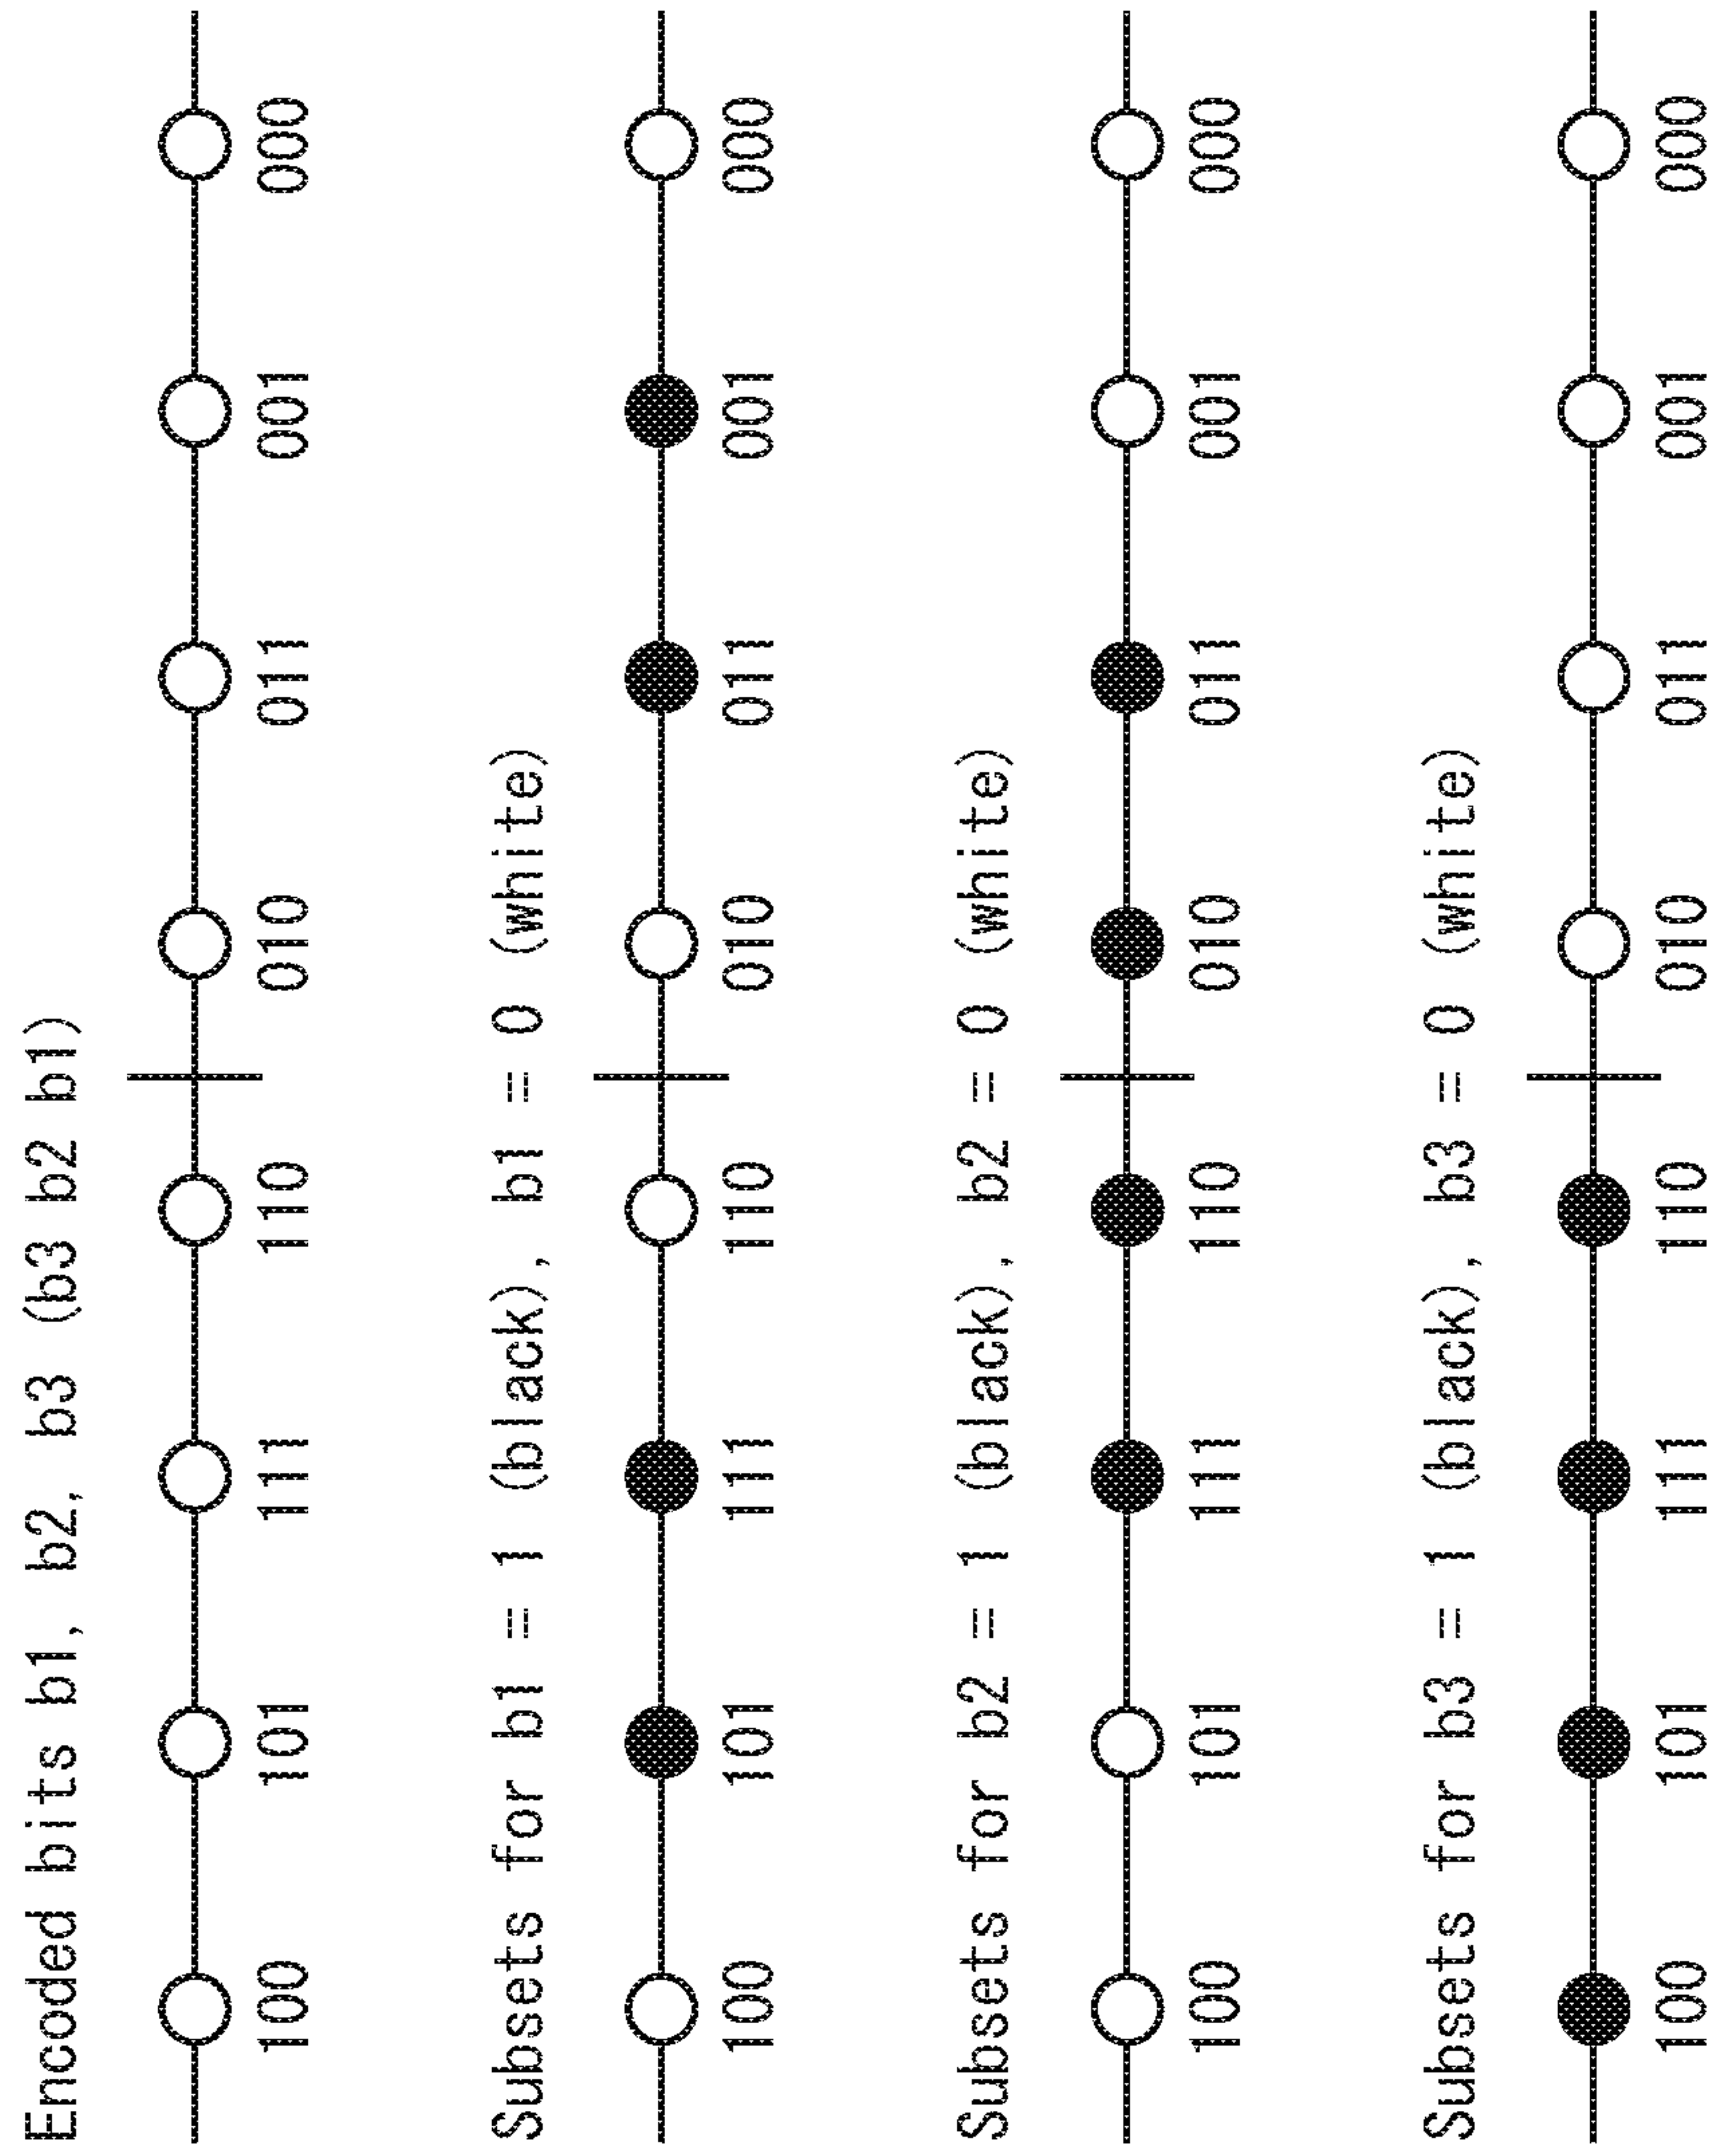 Encoded bits b1, b2, b3 (b3 b2 b1)
100 101 111 110 010 011 001 000
Subsets for b1 = 1 (black), b1 = 0 (white)
100 101 111 110 010 011 001 000
Subsets for b2 = 1 (black), b2 = 0 (white)
100 101 111 110 010 011 001 000
Subsets for b3 = 1 (black), b3 = 0 (white)
100 101 111 110 010 011 001 000